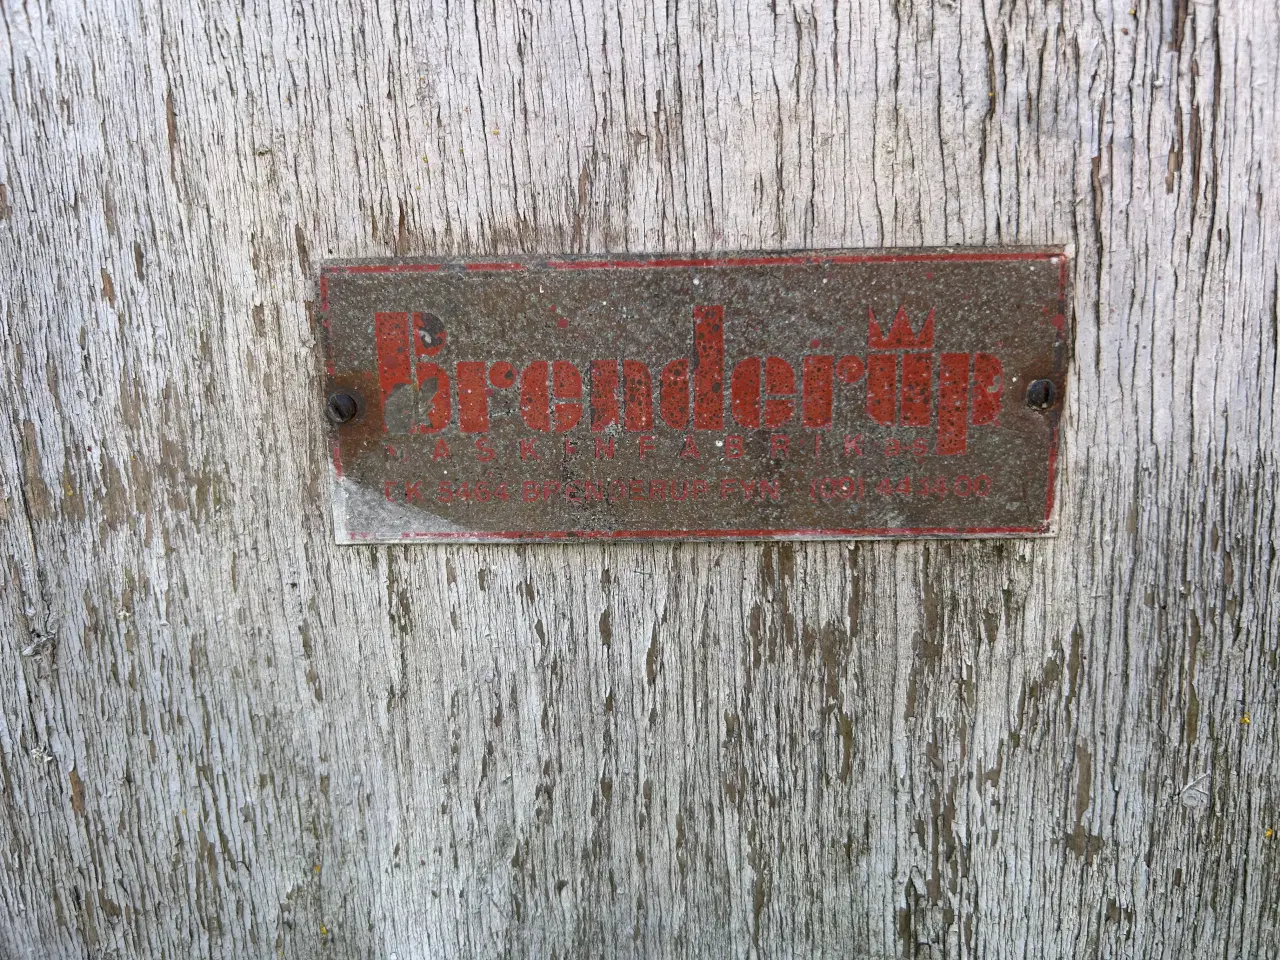 Brenderup
MASKINFABRIK a.s
DK 5464 BRENDERUP FYN (09) 44 14 00